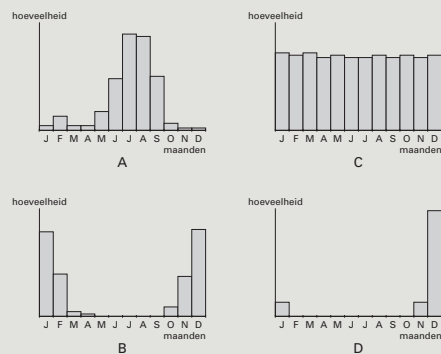 hoeveelheid
J F M A M J J A S O N D
maanden
A
hoeveelheid
J F M A M J J A S O N D
maanden
C
hoeveelheid
J F M A M J J A S O N D
maanden
B
hoeveelheid
J F M A M J J A S O N D
maanden
D